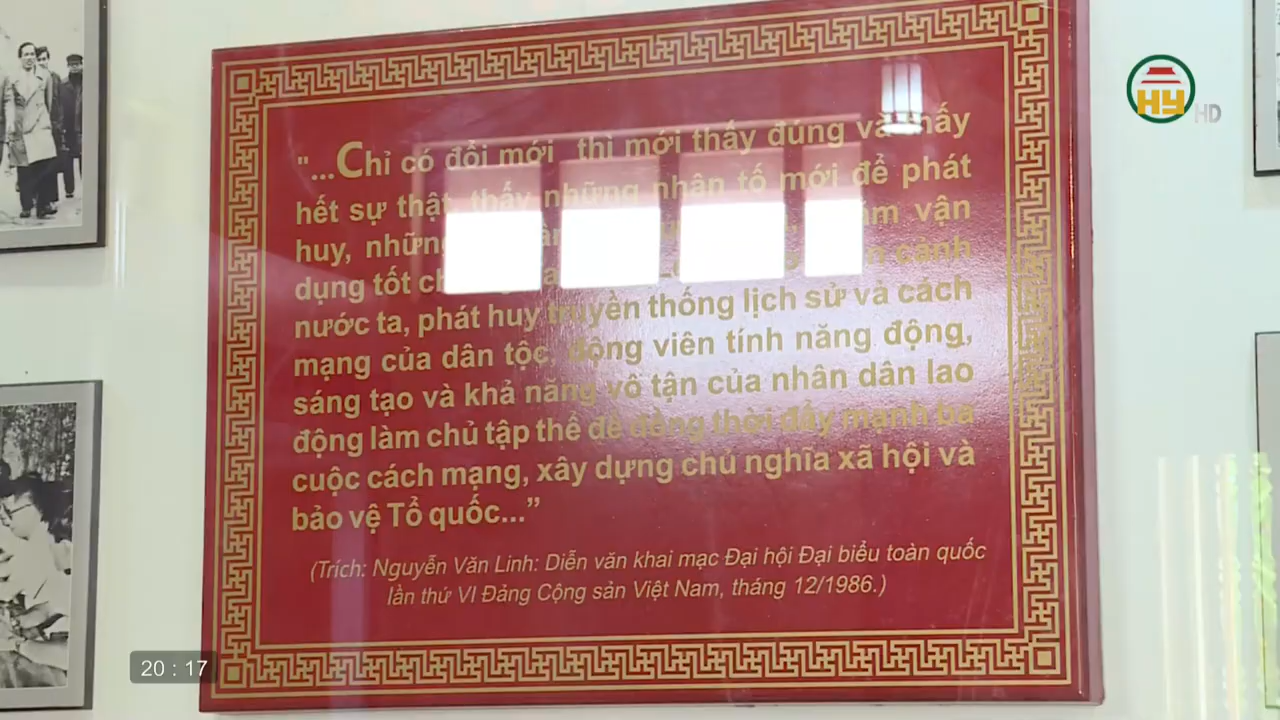 HY HD
"...Chỉ có đổi mới thì mới thấy đúng và thấy
hết sự thật, thấy những nhân tố mới để phát
huy, những vận
dụng tốt cảnh
nước ta, phát huy truyền thống lịch sử và cách
mạng của dân tộc, động viên tính năng động,
sáng tạo và khả năng vô tận của nhân dân lao
động làm chủ tập thể để đồng thời đẩy mạnh ba
cuộc cách mạng, xây dựng chủ nghĩa xã hội và
bảo vệ Tổ quốc..."
(Trích: Nguyễn Văn Linh: Diễn văn khai mạc Đại hội Đại biểu toàn quốc
lần thứ VI Đảng Cộng sản Việt Nam, tháng 12/1986.)
20 : 17